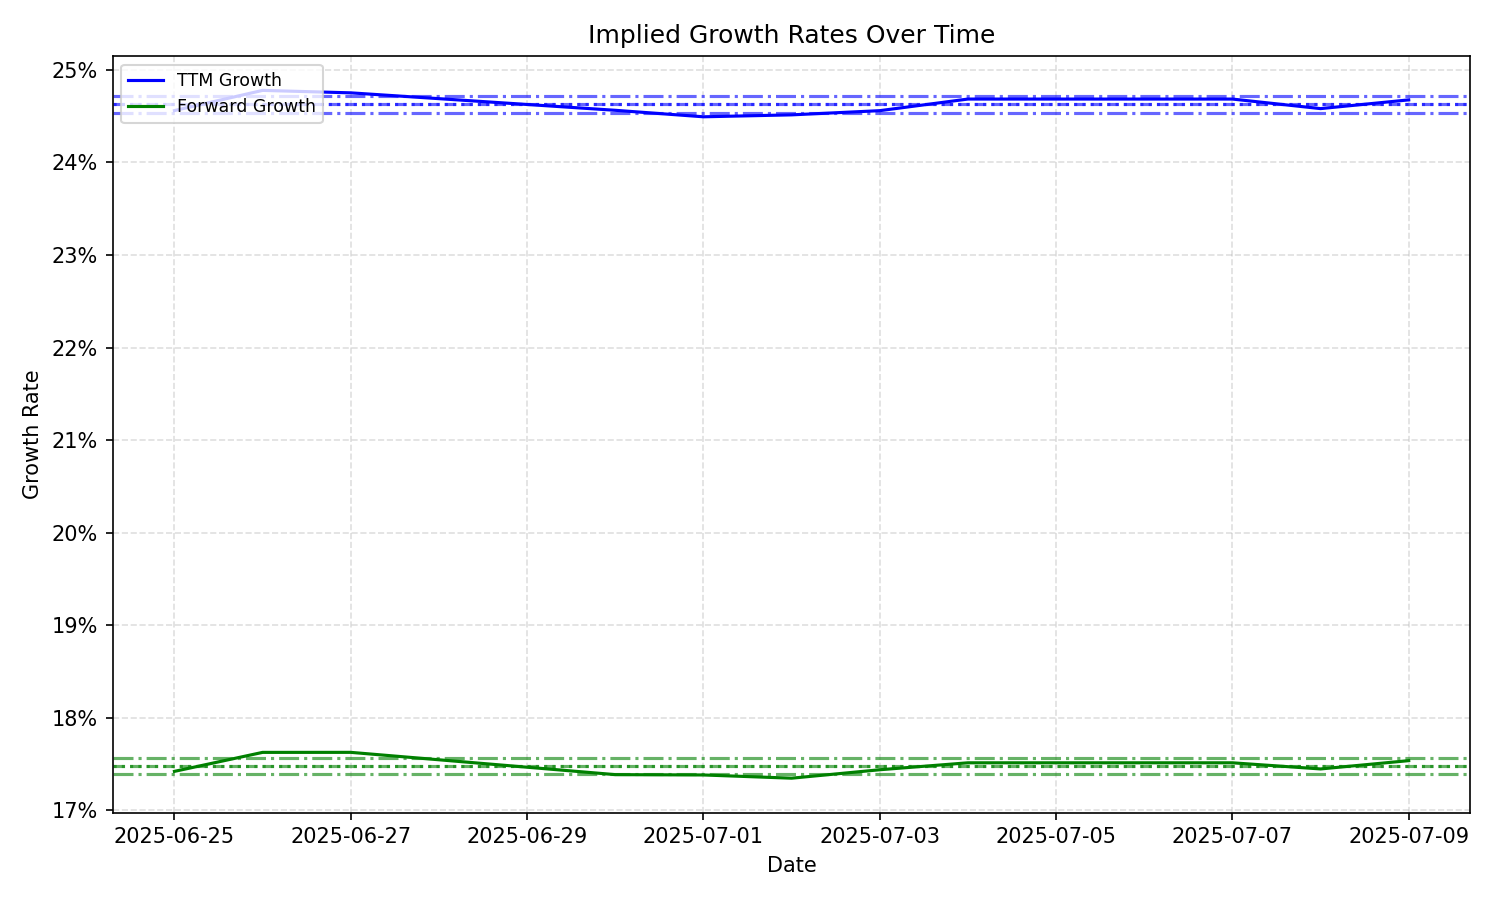 Implied Growth Rates Over Time
TTM Growth
Forward Growth
25%
24%
23%
22%
21%
20%
19%
18%
17%
Growth Rate
2025-06-25 2025-06-27 2025-06-29 2025-07-01 2025-07-03 2025-07-05 2025-07-07 2025-07-09
Date